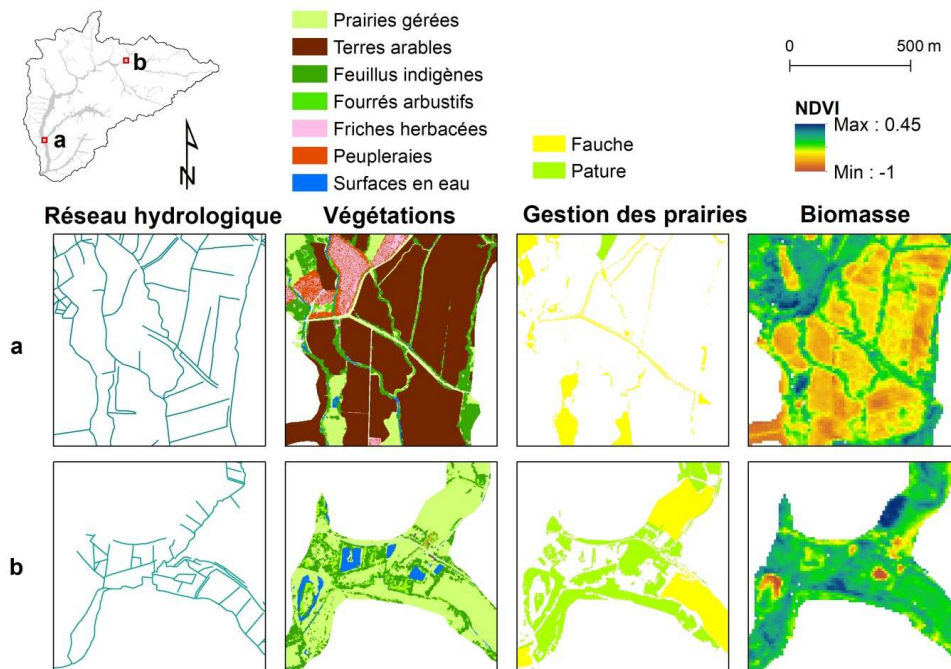 b
a
N
Prairies gérées
Terres arables
Feuillus indigènes
Fourrés arbustifs
Friches herbacées
Peupleraies
Surfaces en eau
Fauche
Pature
0 500 m
NDVI
Max : 0.45
Min : -1
Réseau hydrologique Végétations Gestion des prairies Biomasse
a
b